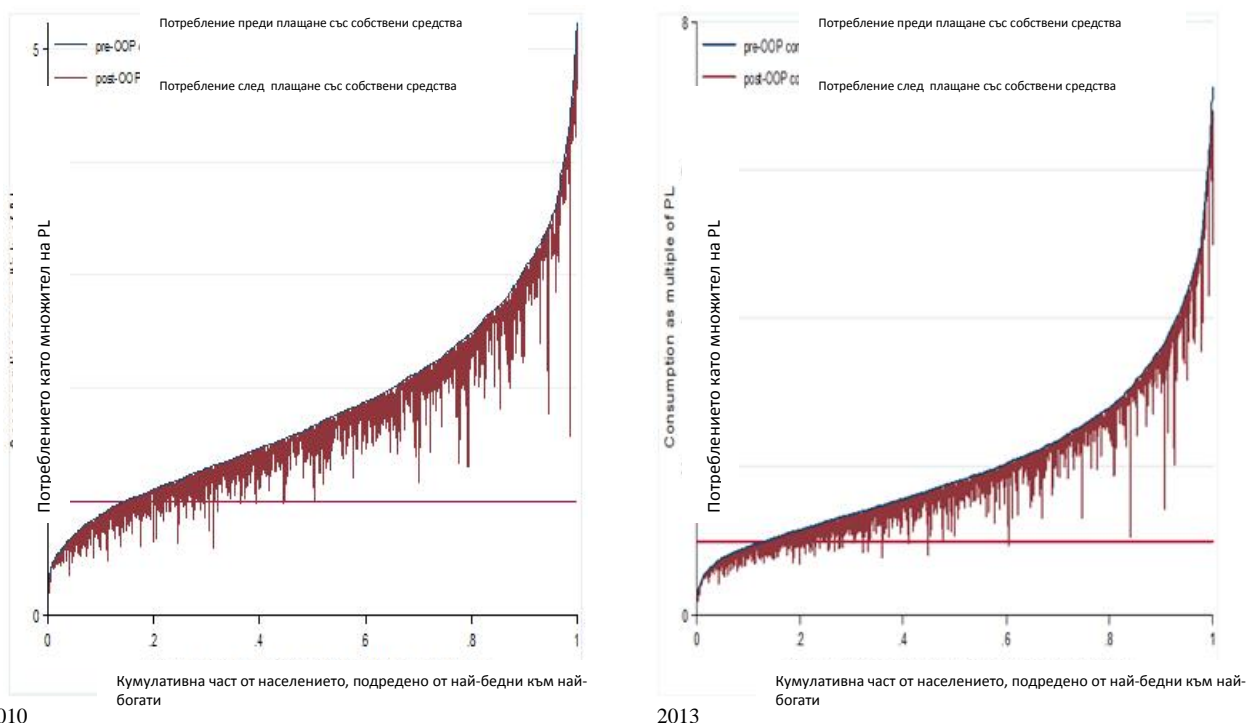 Потребление преди плащане със собствени средства
5
pre-OOP
post-OOP
Потребление след плащане със собствени средства
Потреблението като множител на PL
0
0 .2 .4 .6 .8 1
Кумулативна част от населението, подредено от най-бедни към най-
богати
010
Потребление преди плащане със собствени средства
8
pre-OOP con
post-OOP co
Потребление след плащане със собствени средства
Consumption as multiple of PL
Потреблението като множител на PL
0
0 .2 .4 .6 .8 1
Кумулативна част от населението, подредено от най-бедни към най-
богати
2013